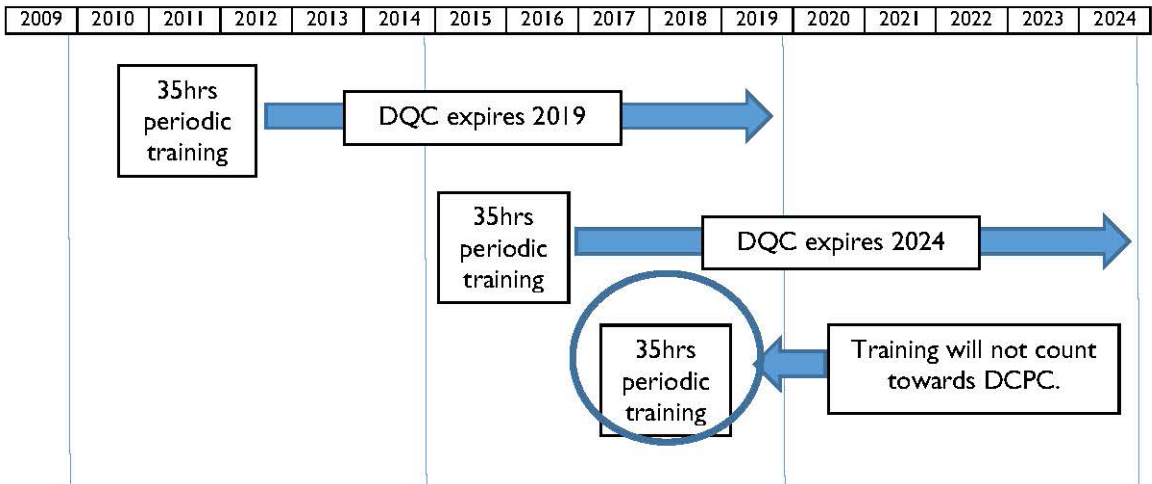 2009 2010 2011 2012 2013 2014 2015 2016 2017 2018 2019 2020 2021 2022 2023 2024
35hrs
periodic
training
DQC expires 2019
35hrs
periodic
training
DQC expires 2024
35hrs
periodic
training
Training will not count
towards DCPC.